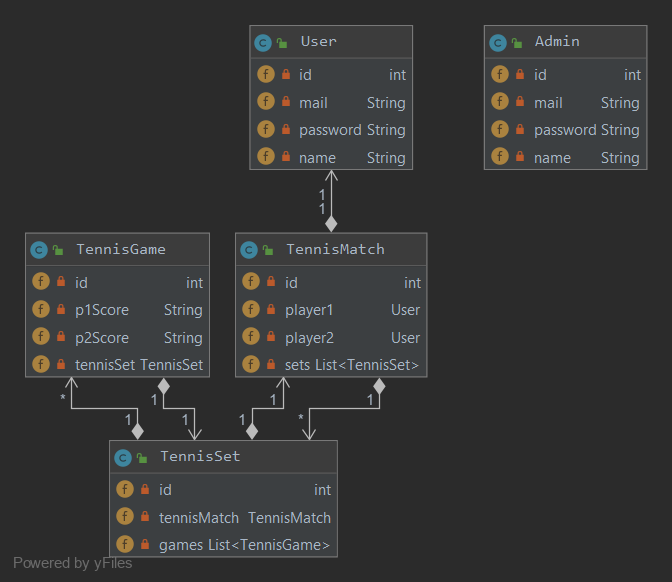 User
id int
mail String
password String
name String
Admin
id int
mail String
password String
name String
1
1
TennisGame
id int
p1Score String
p2Score String
tennisSet TennisSet
TennisMatch
id int
player1 User
player2 User
sets List<TennisSet>
* 1 1 1
1 1 1 *
TennisSet
id int
tennisMatch TennisMatch
games List<TennisGame>
Powered by yFiles